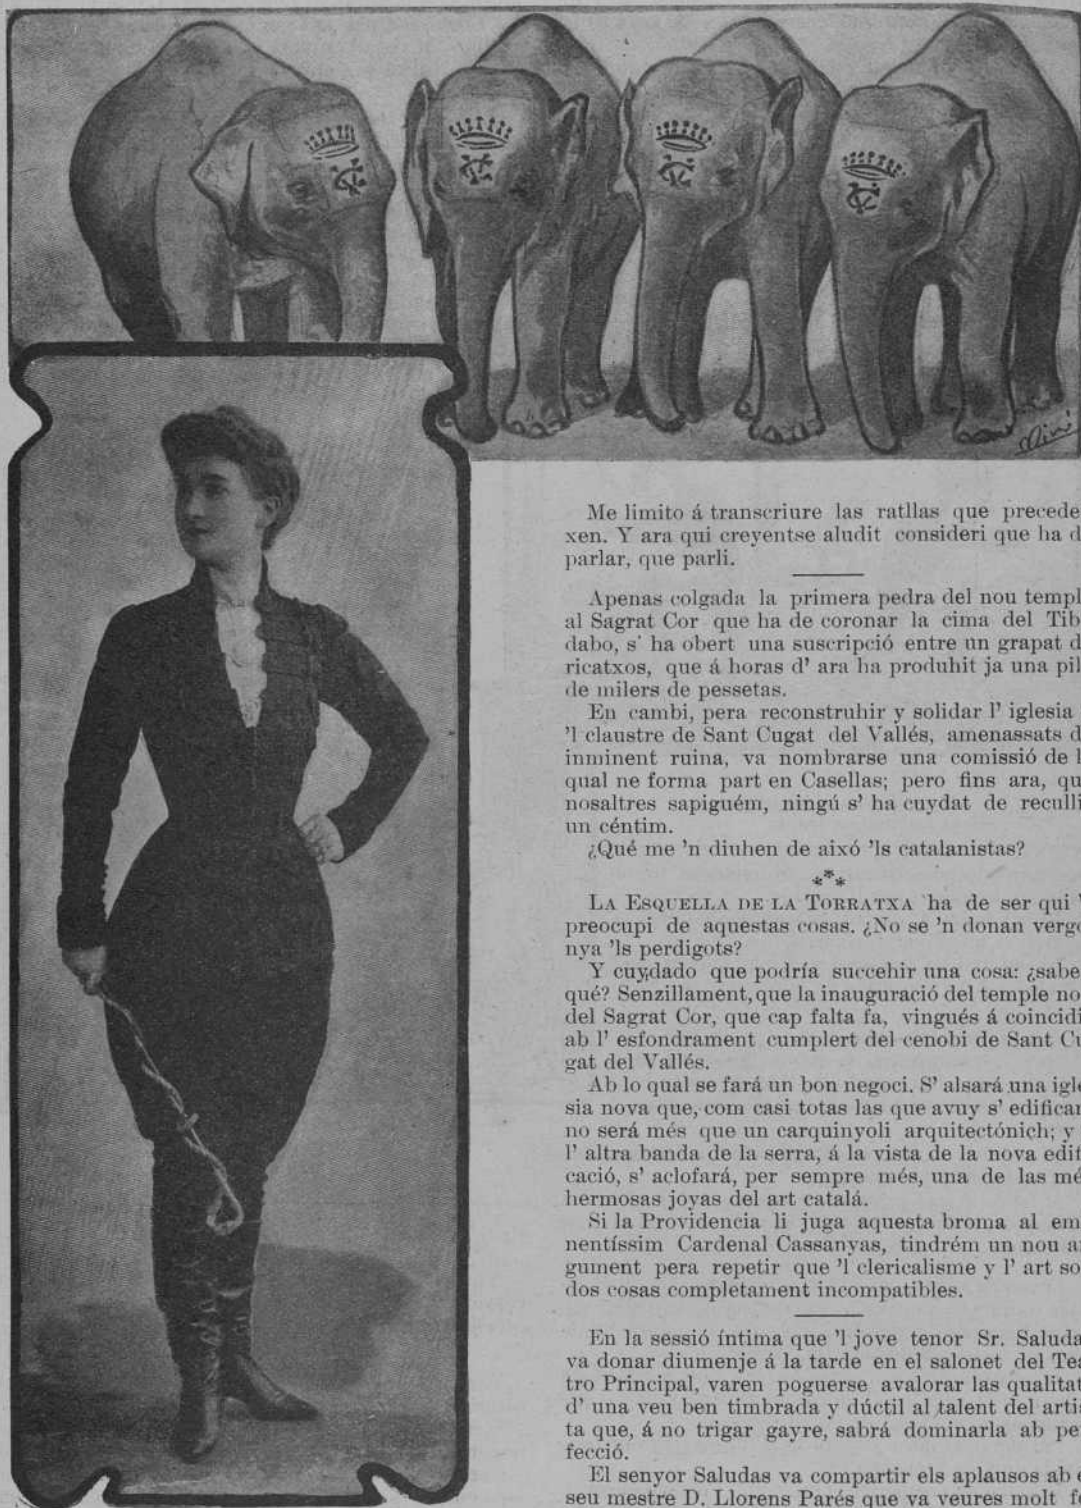 Me limito á transcriure las ratllas que precede
xen. Y ara qui creyentse aludit consideri que ha d
parlar, que parli.
Apenas colgada la primera pedra del nou templ
al Sagrat Cor que ha de coronar la cima del Tib
dabo, s' ha obert una suscripció entre un grapat d
ricatxos, que á horas d' ara ha produhit ja una pil
de milers de pessetas.
En cambi, pera reconstruhir y solidar l' iglesia
'l claustre de Sant Cugat del Vallés, amenassats d
inminent ruina, va nombrarse una comissió de l
qual ne forma part en Casellas; pero fins ara, qu
nosaltres sapiguém, ningú s' ha cuydat de reculli
un céntim.
¿Qué me 'n diuhen de aixó 'ls catalanistas?
***
LA ESQUELLA DE LA TORRATXA ha de ser qui '
preocupi de aquestas cosas. ¿No se 'n donan vergo
nya 'ls perdigots?
Y cuydado que podría succehir una cosa: ¿sabe
qué? Senzillament, que la inauguració del temple no
del Sagrat Cor, que cap falta fa, vingués á coincidi
ab l' esfondrament cumplert del cenobi de Sant Cu
gat del Vallés.
Ab lo qual se fará un bon negoci. S' alsará una igle
sia nova que, com casi totas las que avuy s' edifican
no será més que un carquinyoli arquitectónich; y
l' altra banda de la serra, á la vista de la nova edifi
cació, s' aclofará, per sempre més, una de las mé
hermosas joyas del art catalá.
Si la Providencia li juga aquesta broma al emi
nentíssim Cardenal Cassanyas, tindrém un nou ar
gument pera repetir que 'l clericalisme y l' art so
dos cosas completament incompatibles.
En la sessió íntima que 'l jove tenor Sr. Saluda
va donar diumenje á la tarde en el salonet del Tea
tro Principal, varen poguerse avalorar las qualitat
d' una veu ben timbrada y dúctil al talent del artis
ta que, á no trigar gayre, sabrá dominarla ab per
fecció.
El senyor Saludas va compartir els aplausos ab e
seu mestre D. Llorens Parés que va veures molt f